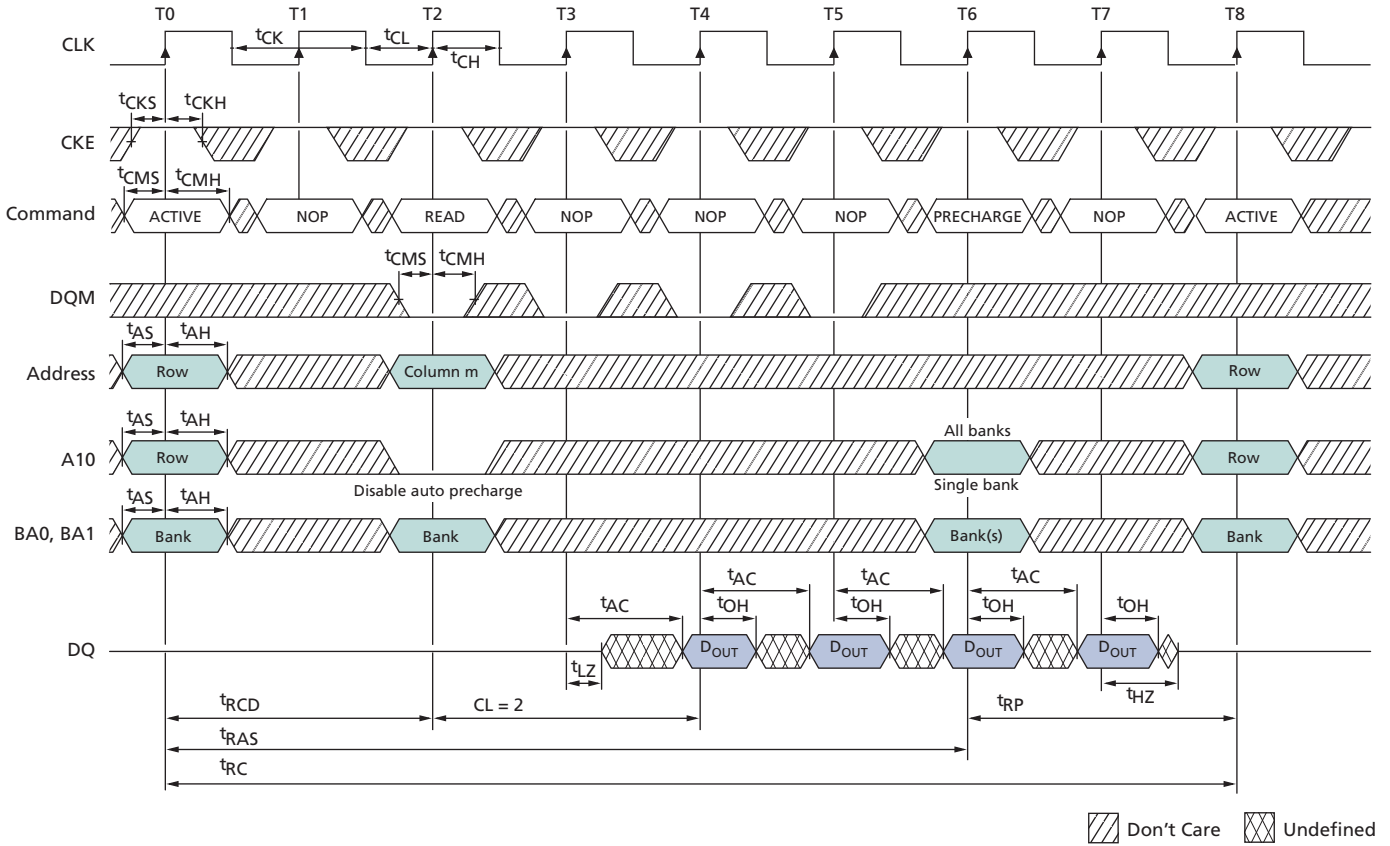 T0 T1 T2 T3 T4 T5 T6 T7 T8
CLK
tCK tCL
tCH
tCKS tCKH
CKE
tCMS tCMH
Command ACTIVE NOP READ NOP NOP NOP PRECHARGE NOP ACTIVE
tCMS tCMH
DQM
tAS tAH
Address Row Column m Row
tAS tAH All banks
A10 Row Row
Disable auto precharge Single bank
tAS tAH
BA0, BA1 Bank Bank Bank(s) Bank
tAC tAC tAC
tAC tOH tOH tOH tOH
DQ DOUT DOUT DOUT DOUT
tLZ tHZ
tRCD CL = 2 tRP
tRAS
tRC
Don't Care Undefined